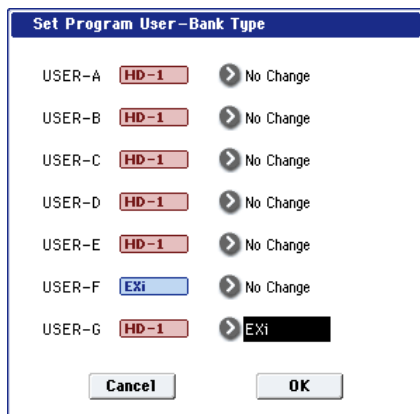 Set Program User-Bank Type
USER-A HD-1 No Change
USER-B HD-1 No Change
USER-C HD-1 No Change
USER-D HD-1 No Change
USER-E HD-1 No Change
USER-F EXi No Change
USER-G HD-1 EXi
Cancel OK